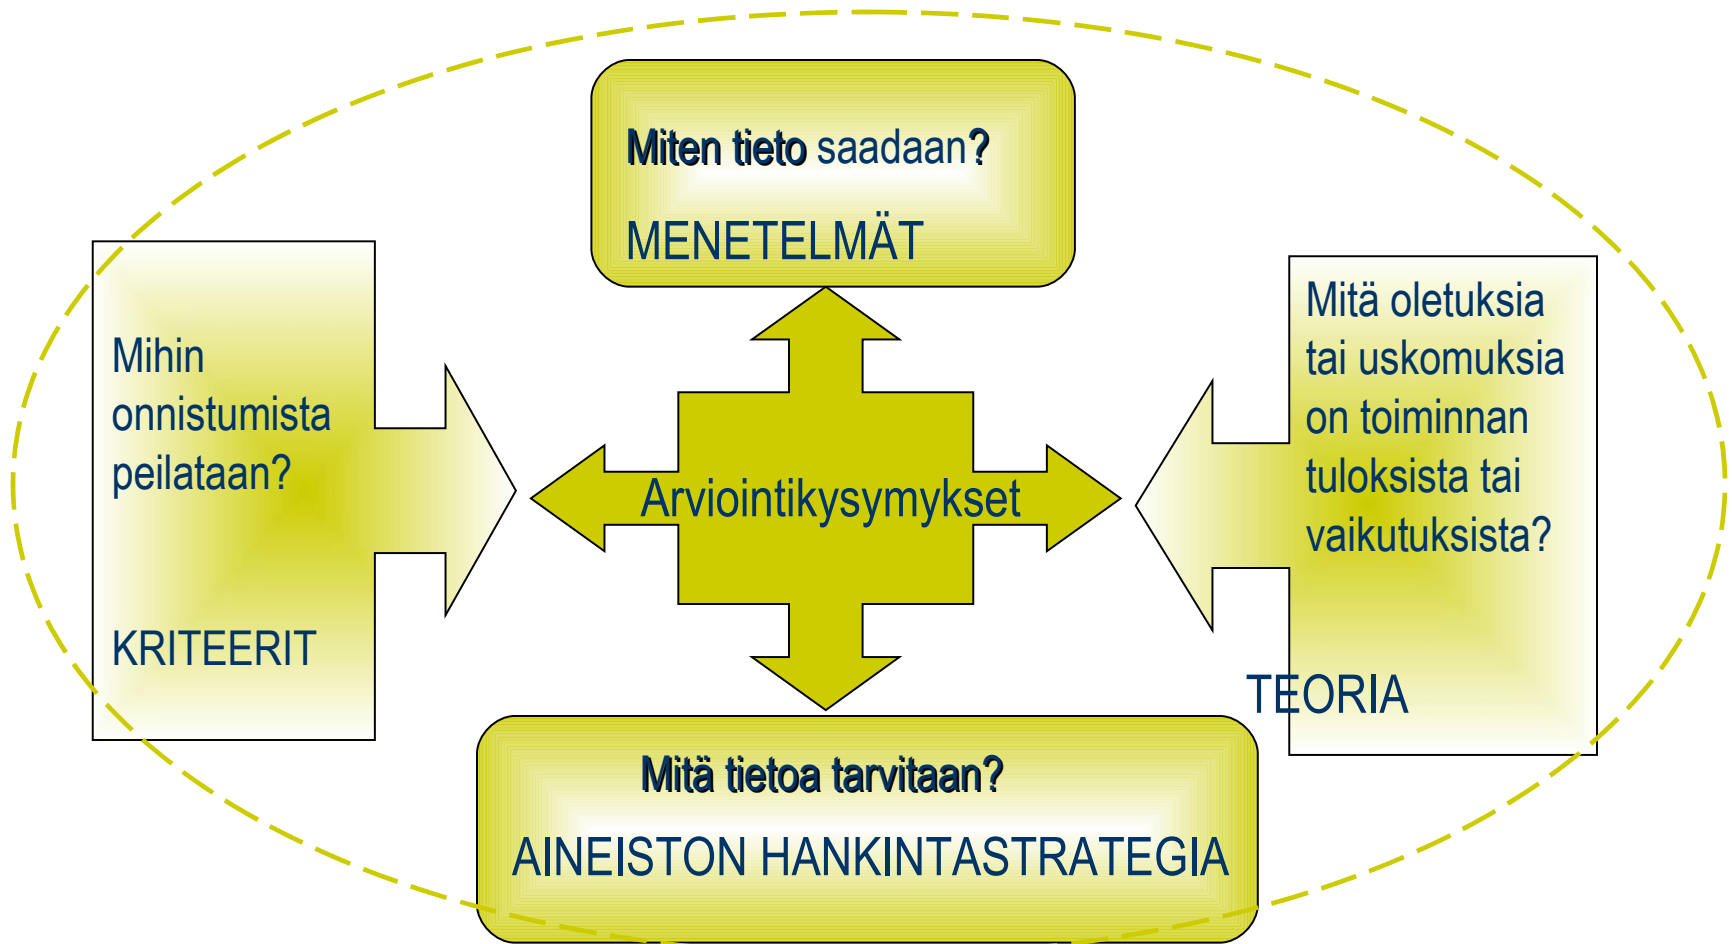 Miten tieto saadaan?
MENETELMÄT
Mihin
onnistumista
peilataan?
KRITEERIT
Arviointikysymykset
Mitä oletuksia
tai uskomuksia
on toiminnan
tuloksista tai
vaikutuksista?
TEORIA
Mitä tietoa tarvitaan?
AINEISTON HANKINTASTRATEGIA